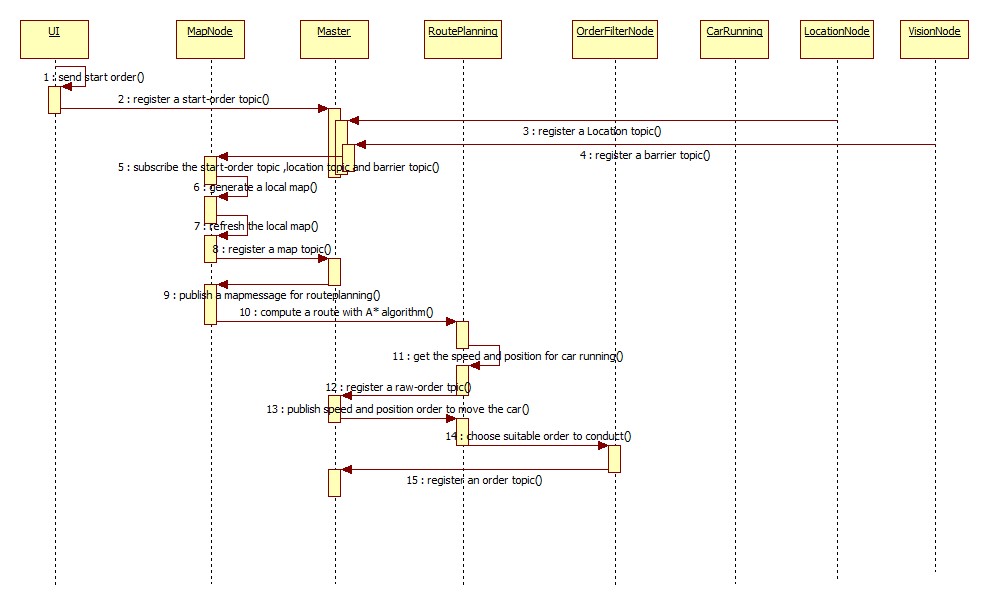 UI
MapNode
Master
RoutePlanning
OrderFilterNode
CarRunning
LocationNode
VisionNode
1 : send start order()
2 : register a start-order topic()
3 : register a Location topic()
4 : register a barrier topic()
5 : subscribe the start-order topic ,location topic and barrier topic()
6 : generate a local map()
7 : refresh the local map()
8 : register a map topic()
9 : publish a mapmessage for routeplanning()
10 : compute a route with A* algorithm()
11 : get the speed and position for car running()
12 : register a raw-order tpic()
13 : publish speed and position order to move the car()
14 : choose suitable order to conduct()
15 : register an order topic()